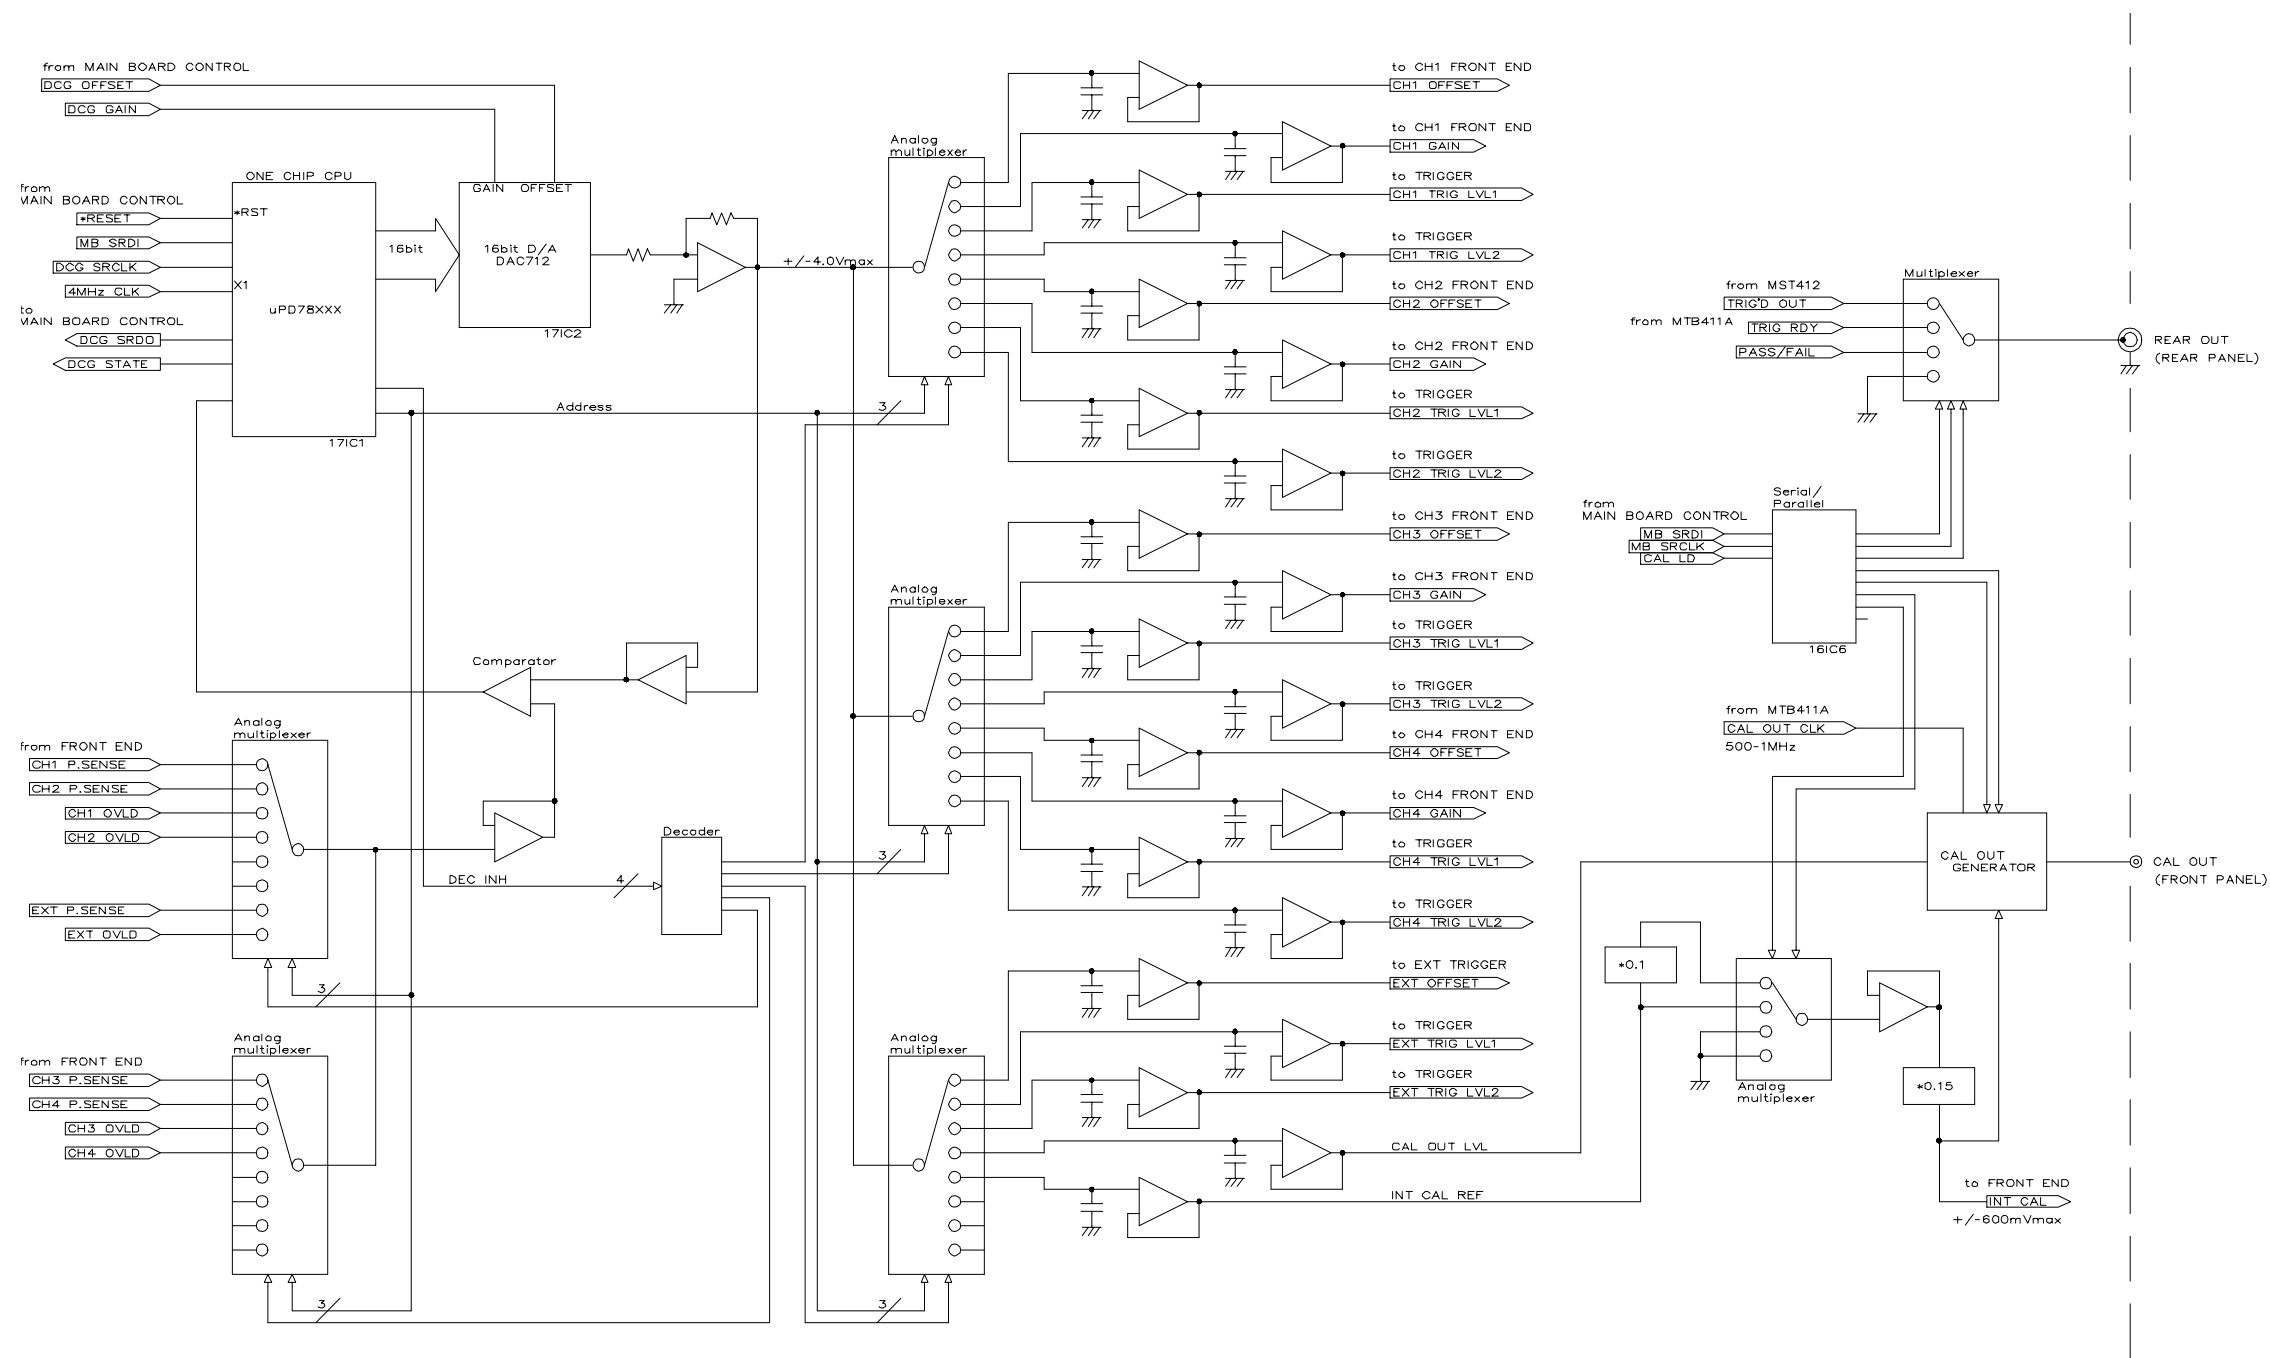 from MAIN BOARD CONTROL
DCG OFFSET
DCG GAIN
ONE CHIP CPU
from
MAIN BOARD CONTROL
*RESET
MB SRDI
DCG SRCLK
4MHz CLK
to
MAIN BOARD CONTROL
DCG SRDO
DCG STATE
*RST
X1
uPD78XXX
17IC1
16bit
GAIN OFFSET
16bit D/A
DAC712
17IC2
+/-4.0Vmax
Address
3
Analog
multiplexer
to CH1 FRONT END
CH1 OFFSET
to CH1 FRONT END
CH1 GAIN
to TRIGGER
CH1 TRIG LVL1
to TRIGGER
CH1 TRIG LVL2
to CH2 FRONT END
CH2 OFFSET
to CH2 FRONT END
CH2 GAIN
to TRIGGER
CH2 TRIG LVL1
to TRIGGER
CH2 TRIG LVL2
Analog
multiplexer
3
to CH3 FRONT END
CH3 OFFSET
to CH3 FRONT END
CH3 GAIN
to TRIGGER
CH3 TRIG LVL1
to TRIGGER
CH3 TRIG LVL2
to CH4 FRONT END
CH4 OFFSET
to CH4 FRONT END
CH4 GAIN
to TRIGGER
CH4 TRIG LVL1
to TRIGGER
CH4 TRIG LVL2
Analog
multiplexer
3
to EXT TRIGGER
EXT OFFSET
to TRIGGER
EXT TRIG LVL1
to TRIGGER
EXT TRIG LVL2
CAL OUT LVL
INT CAL REF
Comparator
Analog
multiplexer
from FRONT END
CH1 P.SENSE
CH2 P.SENSE
CH1 OVLD
CH2 OVLD
EXT P.SENSE
EXT OVLD
3
DEC INH
4
Decoder
Analog
multiplexer
from FRONT END
CH3 P.SENSE
CH4 P.SENSE
CH3 OVLD
CH4 OVLD
3
Multiplexer
from MST412
TRIG'D OUT
from MTB411A
TRIG RDY
PASS/FAIL
REAR OUT
(REAR PANEL)
Serial/
Parallel
from
MAIN BOARD CONTROL
MB SRDI
MB SRCLK
CAL LD
16IC6
from MTB411A
CAL OUT CLK
500-1MHz
CAL OUT
GENERATOR
CAL OUT
(FRONT PANEL)
*0.1
Analog
multiplexer
*0.15
to FRONT END
INT CAL
+/-600mVmax